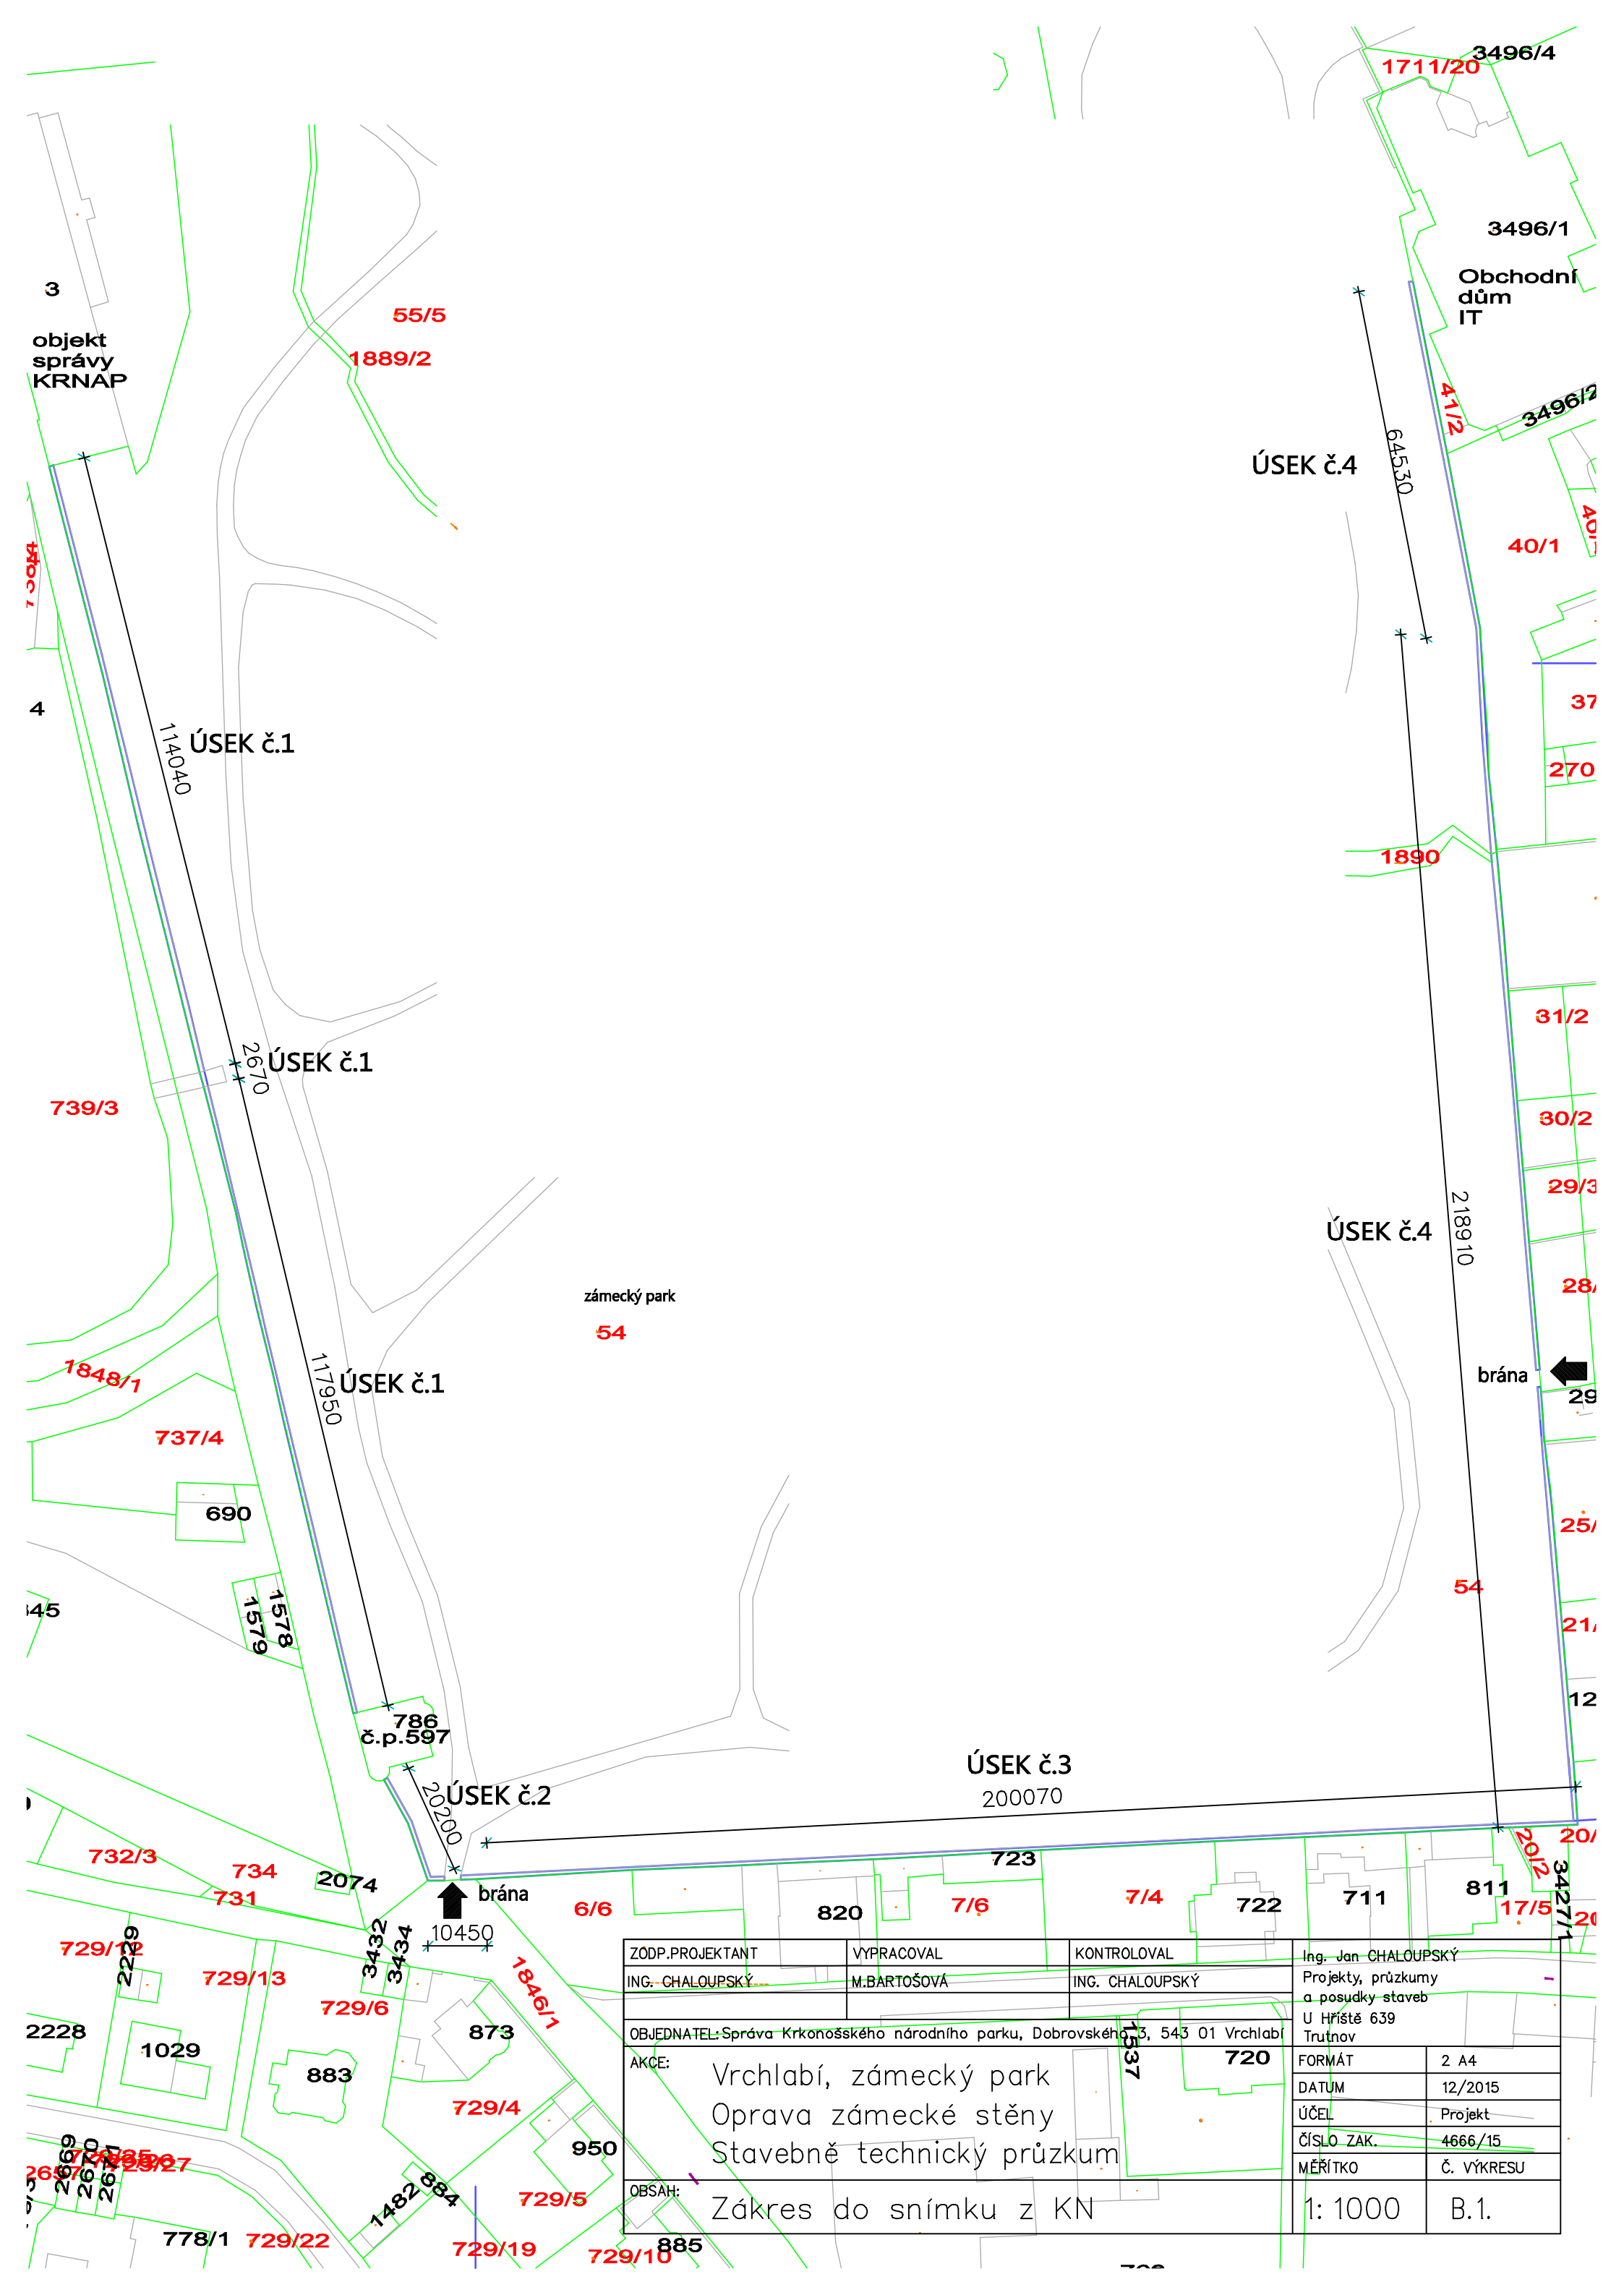 3496/4
1711/20
3496/1
Obchodní
dům
IT
3
objekt
správy
KRNAP
55/5
1889/2
41/2
3496/2
64530
ÚSEK č.4
40/1
4
37
270
114040
ÚSEK č.1
1890
31/2
2670
ÚSEK č.1
739/3
30/2
29/3
218910
ÚSEK č.4
28/
zámecký park
54
1848/1
117950
ÚSEK č.1
brána
29
737/4
690
25/
54
1579
1578
21/
12
786
č.p.597
ÚSEK č.3
200070
20200
ÚSEK č.2
732/3
734
731
2074
brána
10450
723
20/2
20/
3427/1
6/6
820
7/6
7/4
722
711
811
17/5
729/12
2229
3432
3434
729/13
729/6
1846/1
2228
1029
873
883
729/4
950
2669
2670
2671
1482
884
729/5
778/1
729/22
729/19
729/10
885
1537
720
ZODP.PROJEKTANT
VYPRACOVAL
KONTROLOVAL
ING. CHALOUPSKÝ
M.BARTOŠOVÁ
ING. CHALOUPSKÝ
Ing. Jan CHALOUPSKÝ
Projekty, průzkumy
a posudky staveb
U Hřiště 639
Trutnov
OBJEDNATEL: Správa Krkonošského národního parku, Dobrovského 3, 543 01 Vrchlabí
AKCE:
Vrchlabí, zámecký park
Oprava zámecké stěny
Stavebně technický průzkum
FORMÁT 2 A4
DATUM 12/2015
ÚČEL Projekt
ČÍSLO ZAK. 4666/15
MĚŘÍTKO Č. VÝKRESU
OBSAH:
Zákres do snímku z KN
1: 1000 B.1.